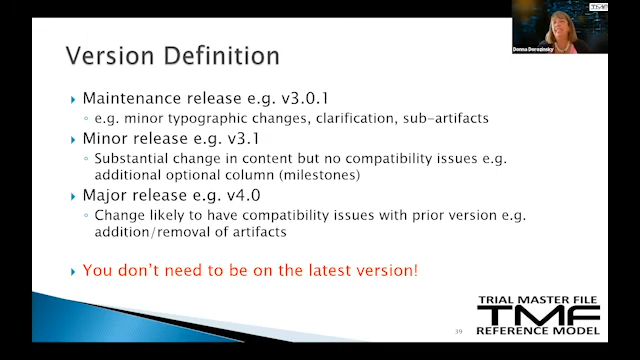 TMF
Donna Dorozinsky
Version Definition
Maintenance release e.g. v3.0.1
e.g. minor typographic changes, clarification, sub-artifacts
Minor release e.g. v3.1
Substantial change in content but no compatibility issues e.g.
additional optional column (milestones)
Major release e.g. v4.0
Change likely to have compatibility issues with prior version e.g.
addition/removal of artifacts
You don't need to be on the latest version!
TRIAL MASTER FILE
TMF
REFERENCE MODEL
39